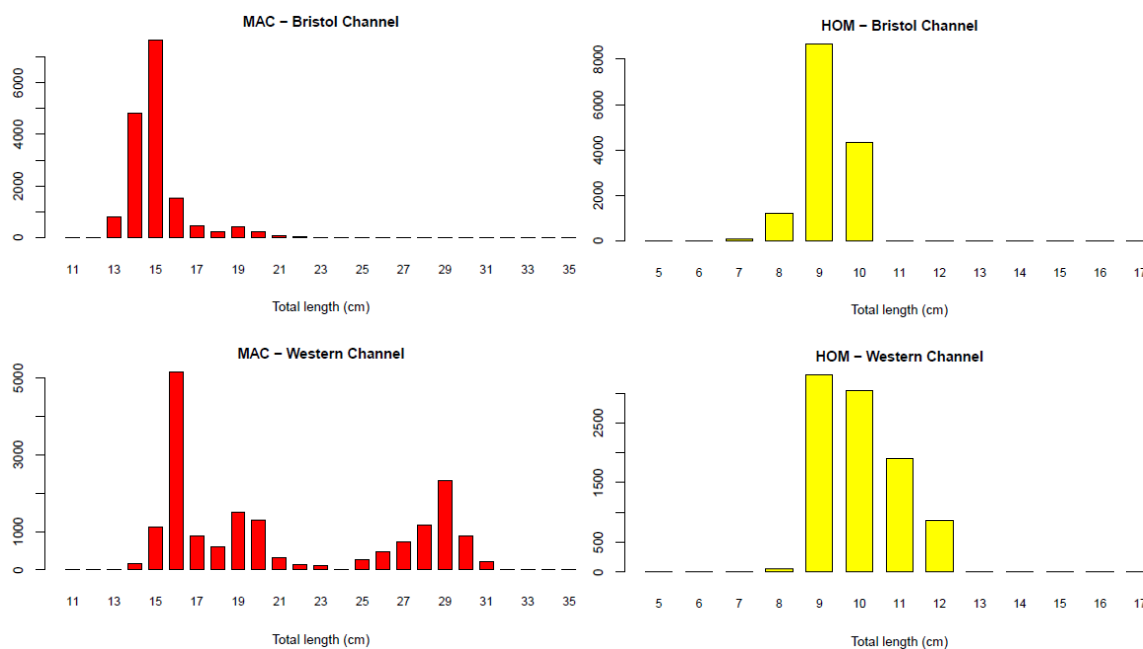 MAC − Bristol Channel
6000
4000
2000
0
11 13 15 17 19 21 23 25 27 29 31 33 35
Total length (cm)
HOM − Bristol Channel
8000
6000
4000
2000
0
5 6 7 8 9 10 11 12 13 14 15 16 17
Total length (cm)
MAC − Western Channel
5000
3000
1000
0
11 13 15 17 19 21 23 25 27 29 31 33 35
Total length (cm)
HOM − Western Channel
2500
1500
500
0
5 6 7 8 9 10 11 12 13 14 15 16 17
Total length (cm)